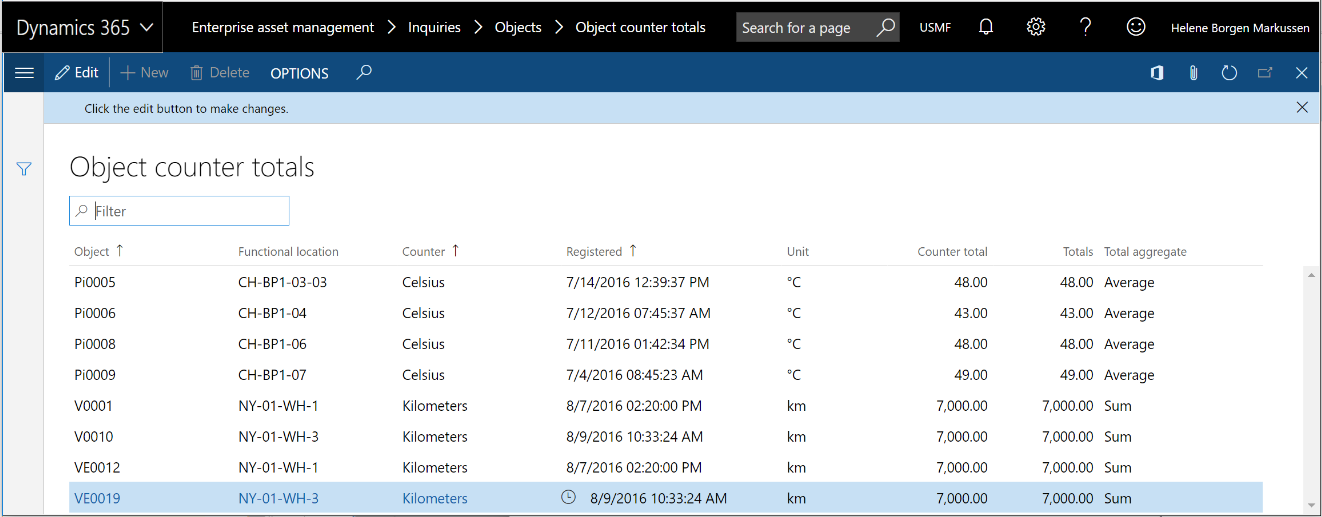 Dynamics 365 Enterprise asset management > Inquiries > Objects > Object counter totals Search for a page USMF ? Helene Borgen Markussen
Edit + New Delete OPTIONS
Click the edit button to make changes.
Object counter totals
Filter
Object ↑ Functional location Counter ↑ Registered ↑ Unit Counter total Totals Total aggregate
Pi0005 CH-BP1-03-03 Celsius 7/14/2016 12:39:37 PM °C 48.00 48.00 Average
Pi0006 CH-BP1-04 Celsius 7/12/2016 07:45:37 AM °C 43.00 43.00 Average
Pi0008 CH-BP1-06 Celsius 7/11/2016 01:42:34 PM °C 48.00 48.00 Average
Pi0009 CH-BP1-07 Celsius 7/4/2016 08:45:23 AM °C 49.00 49.00 Average
V0001 NY-01-WH-1 Kilometers 8/7/2016 02:20:00 PM km 7,000.00 7,000.00 Sum
V0010 NY-01-WH-3 Kilometers 8/9/2016 10:33:24 AM km 7,000.00 7,000.00 Sum
VE0012 NY-01-WH-1 Kilometers 8/7/2016 02:20:00 PM km 7,000.00 7,000.00 Sum
VE0019 NY-01-WH-3 Kilometers 8/9/2016 10:33:24 AM km 7,000.00 7,000.00 Sum